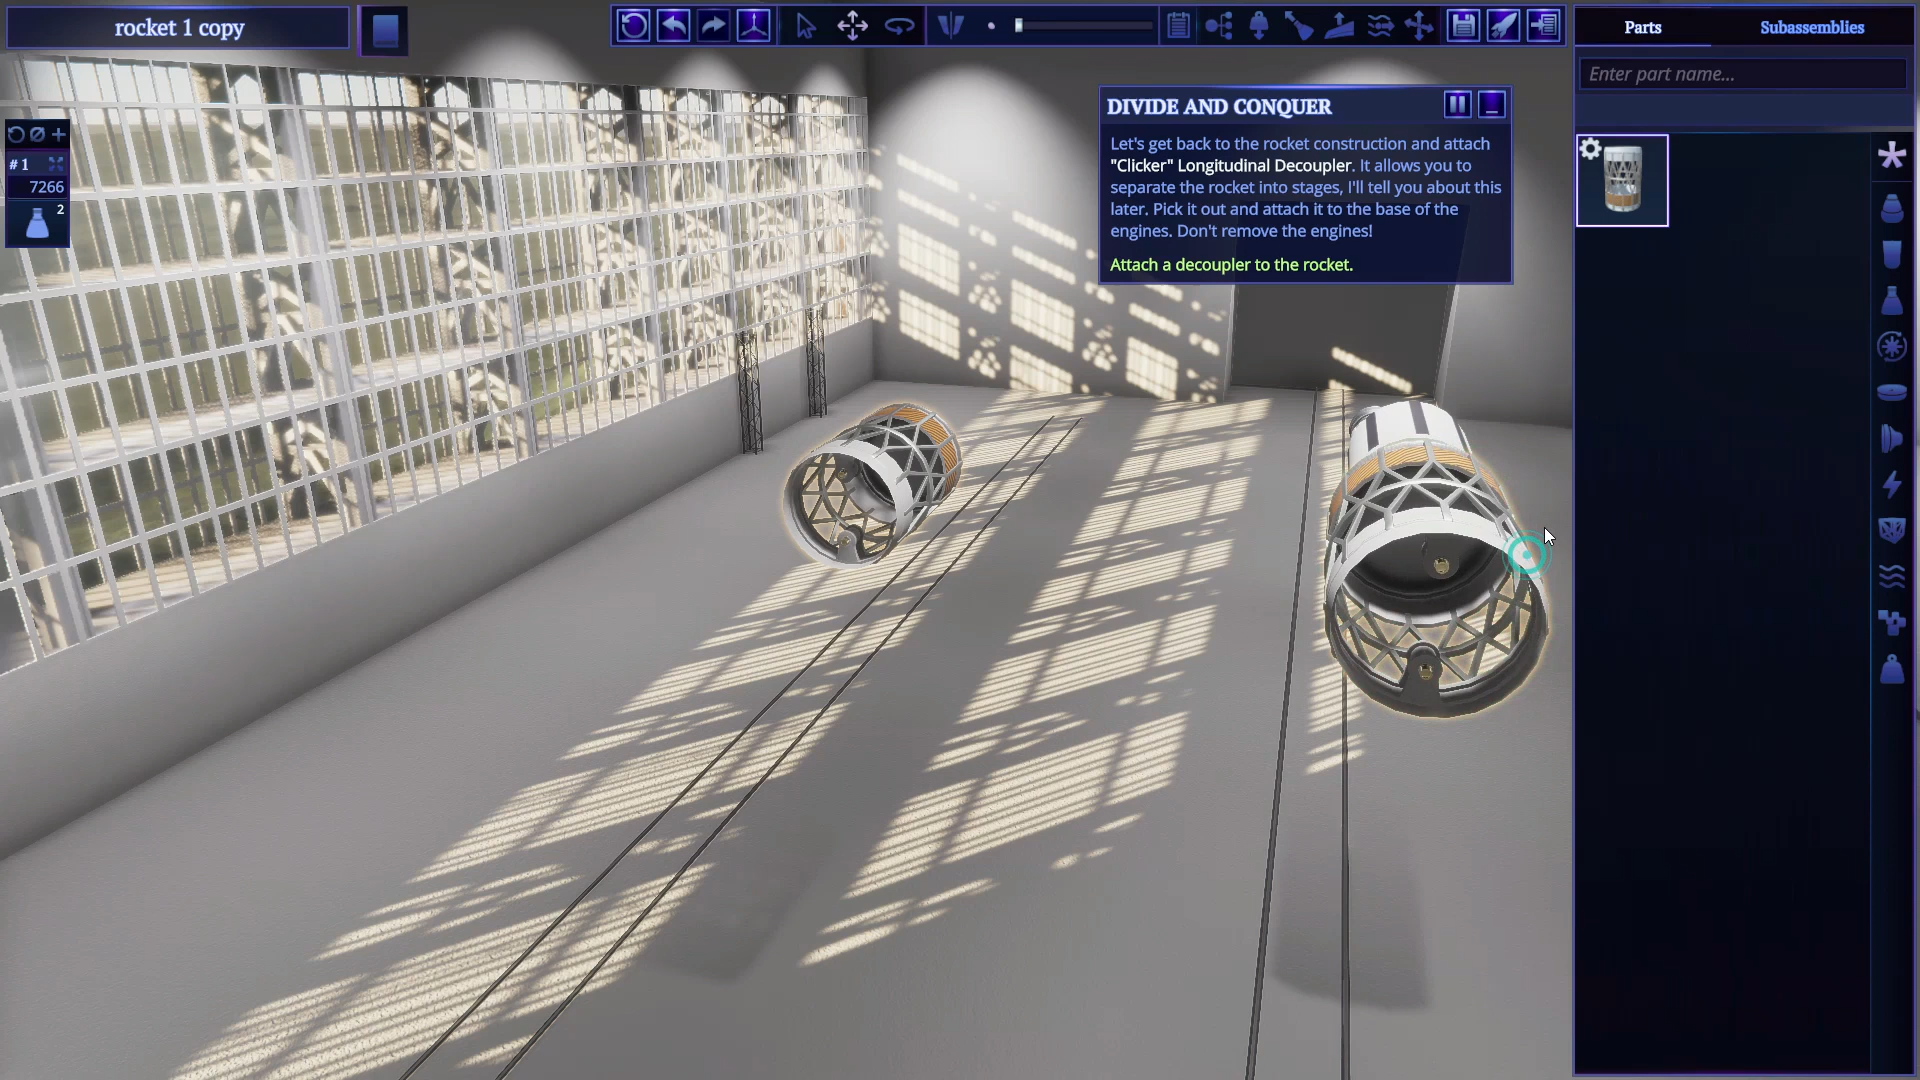 rocket 1 copy
Parts
Subassemblies
Enter part name...
DIVIDE AND CONQUER
Let's get back to the rocket construction and attach
"Clicker" Longitudinal Decoupler. It allows you to
separate the rocket into stages, I'll tell you about this
later. Pick it out and attach it to the base of the
engines. Don't remove the engines!
Attach a decoupler to the rocket.
# 1
7266
2